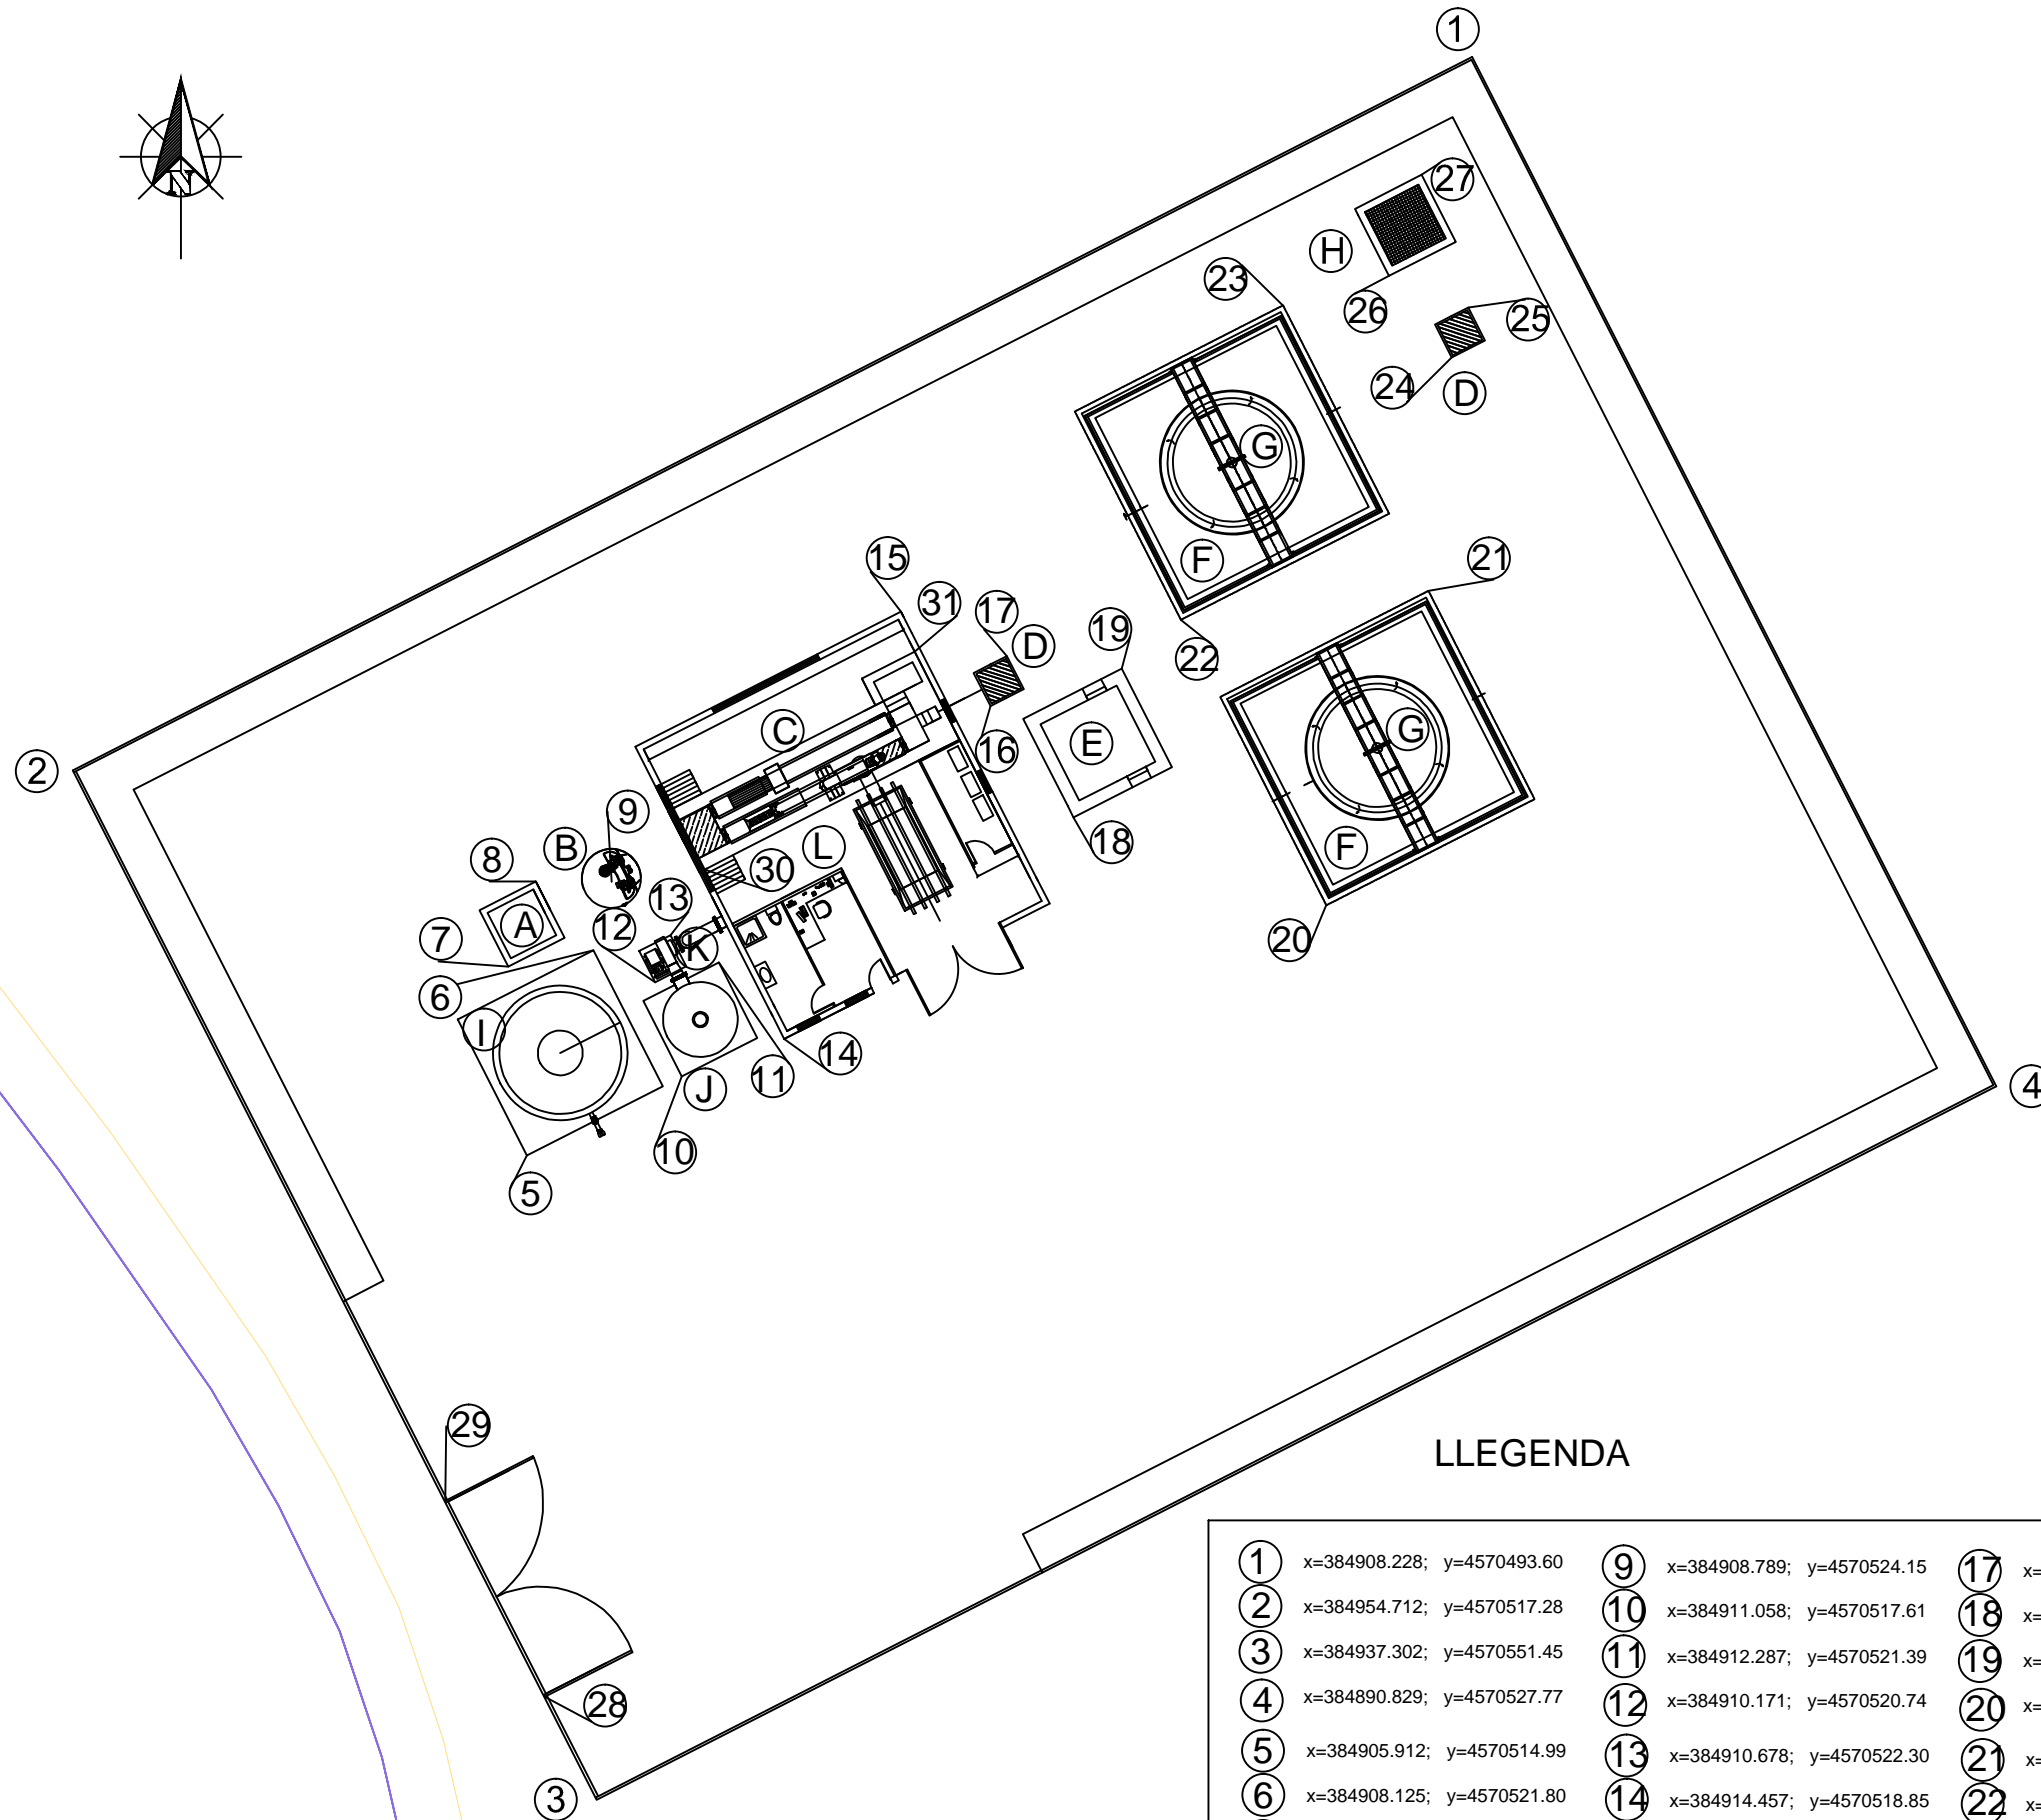 1
N
27
H
23
26
25
24
D
G
15
F
21
31
17
D
19
22
C
2
16
E
G
9
B
L
18
F
8
30
13
A
12
7
K
20
6
I
14
11
J
4
10
5
29
28
3
LLEGENDA
1 x=384908.228; y=4570493.60 9 x=384908.789; y=4570524.15 17 x=
2 x=384954.712; y=4570517.28 10 x=384911.058; y=4570517.61 18 x=
3 x=384937.302; y=4570551.45 11 x=384912.287; y=4570521.39 19 x=
4 x=384890.829; y=4570527.77 12 x=384910.171; y=4570520.74 20 x=
5 x=384905.912; y=4570514.99 13 x=384910.678; y=4570522.30 21 x=
6 x=384908.125; y=4570521.80 14 x=384914.457; y=4570518.85 22 x=